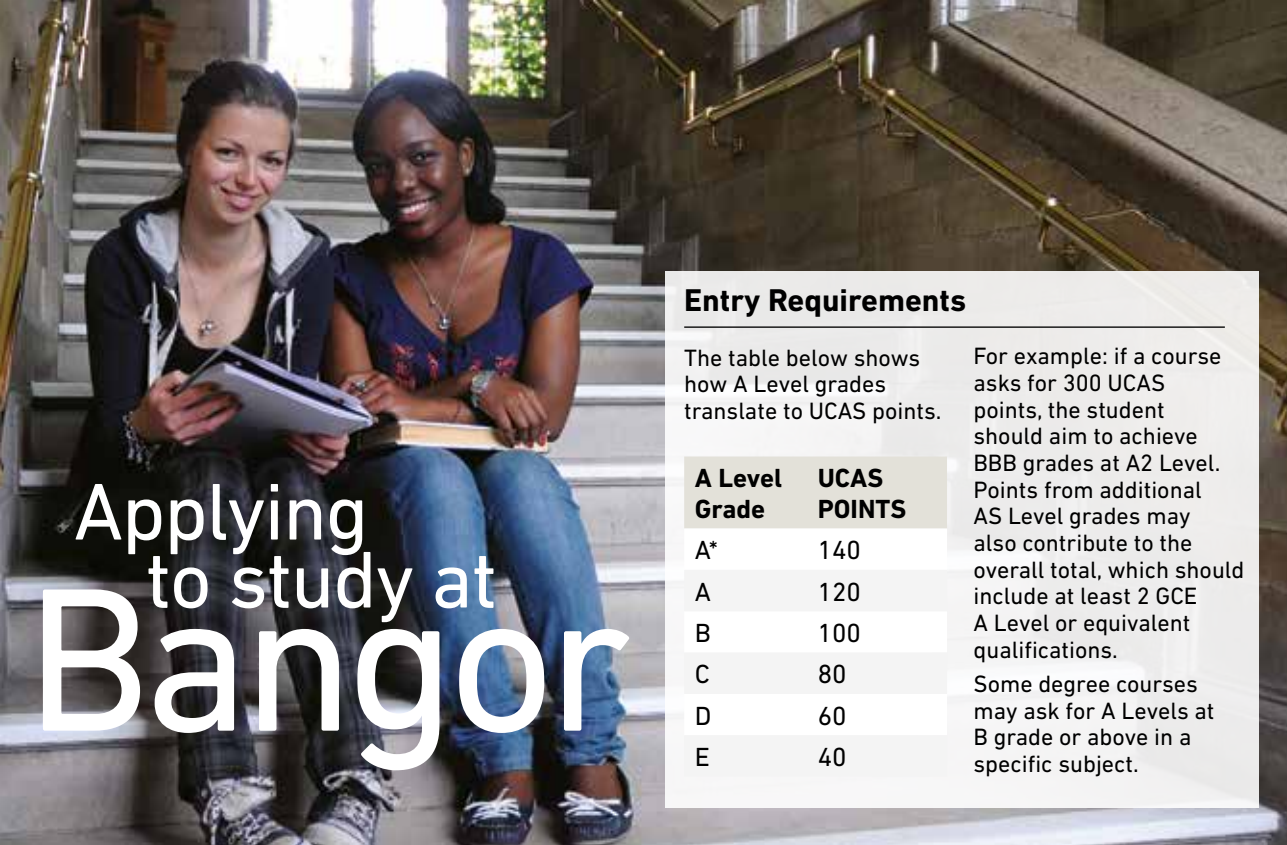 Applying
to study at
Bangor
Entry Requirements
The table below shows
how A Level grades
translate to UCAS points.
A Level Grade UCAS POINTS
A* 140
A 120
B 100
C 80
D 60
E 40
For example: if a course
asks for 300 UCAS
points, the student
should aim to achieve
BBB grades at A2 Level.
Points from additional
AS Level grades may
also contribute to the
overall total, which should
include at least 2 GCE
A Level or equivalent
qualifications.
Some degree courses
may ask for A Levels at
B grade or above in a
specific subject.